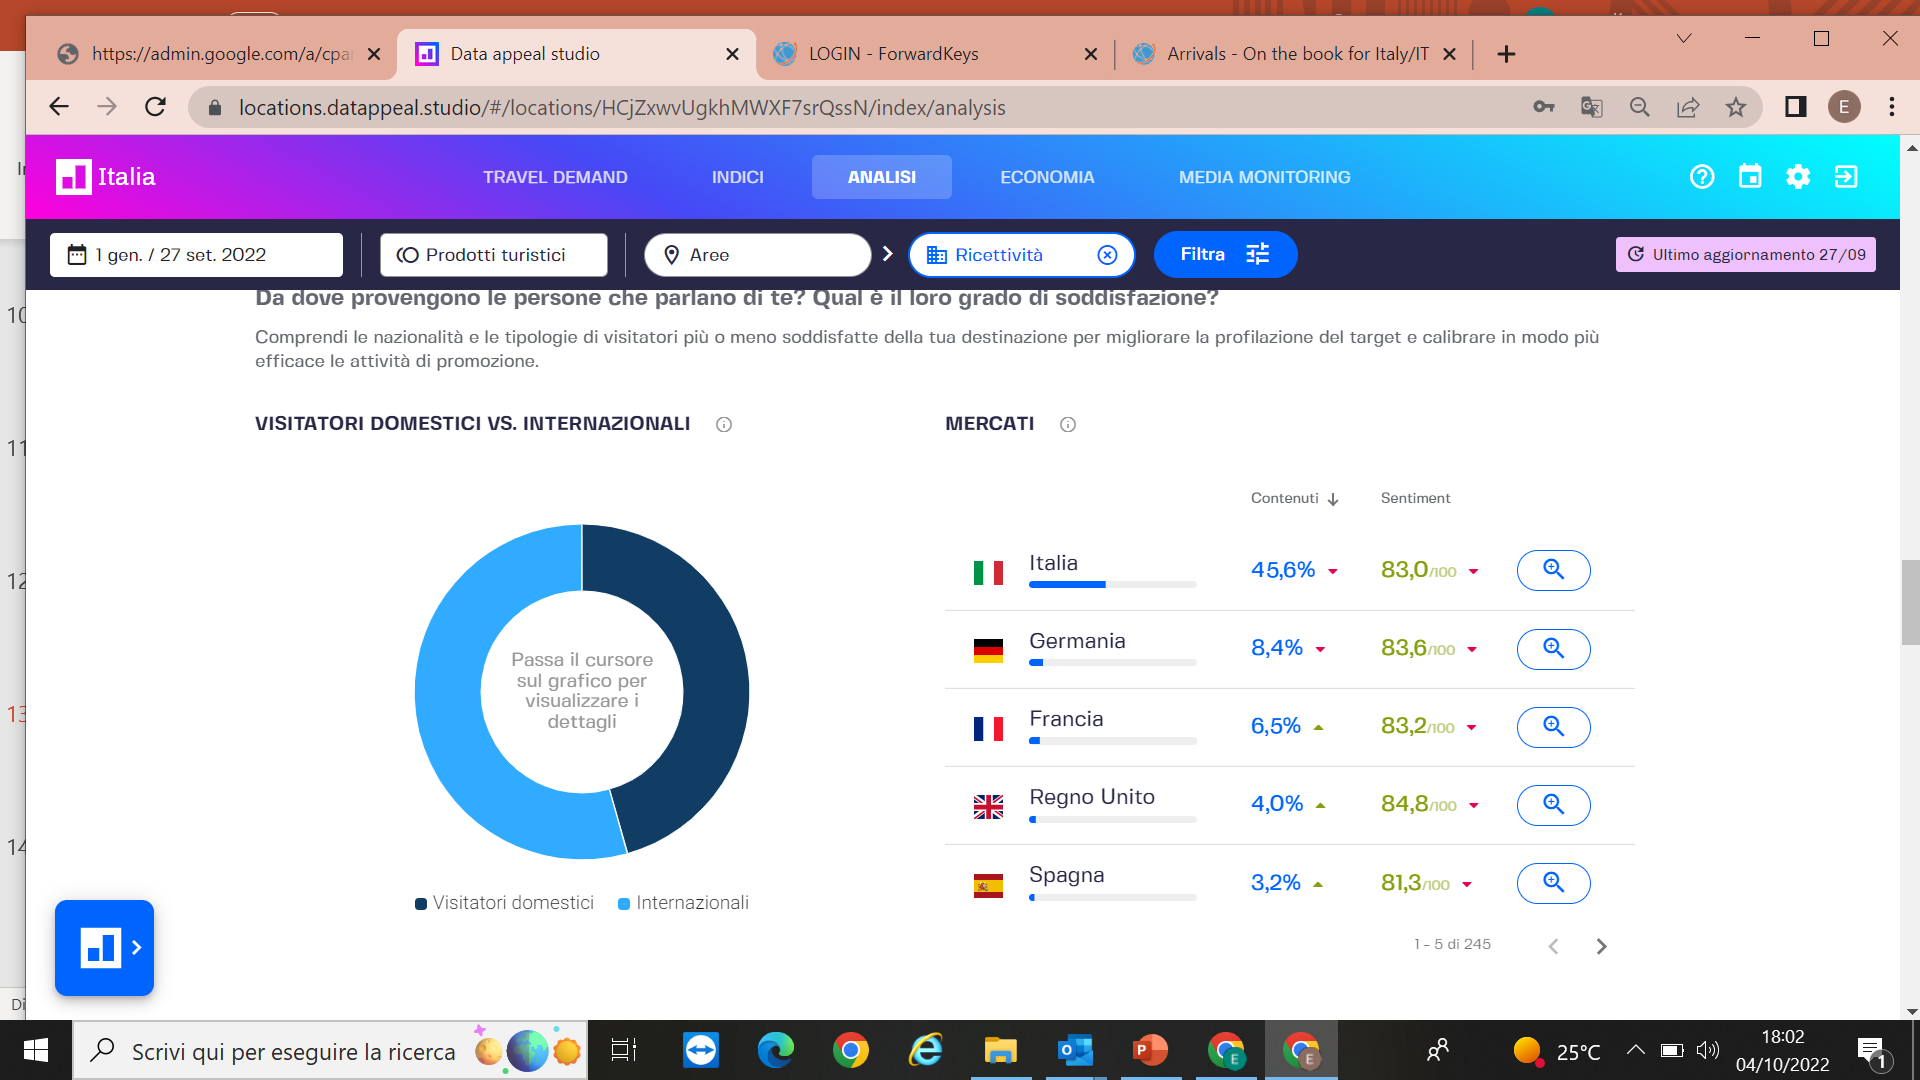 https://admin.google.com/a/cpa
Data appeal studio
LOGIN - ForwardKeys
Arrivals - On the book for Italy/IT
locations.datappeal.studio/#/locations/HCjZxwvUgkhMWXF7srQssN/index/analysis
E
Italia
TRAVEL DEMAND
INDICI
ANALISI
ECONOMIA
MEDIA MONITORING
1 gen. / 27 set. 2022
Prodotti turistici
Aree
Ricettività
Filtra
Ultimo aggiornamento 27/09
Da dove provengono le persone che parlano di te? Qual è il loro grado di soddisfazione?
Comprendi le nazionalità e le tipologie di visitatori più o meno soddisfatte della tua destinazione per migliorare la profilazione del target e calibrare in modo più
efficace le attività di promozione.
VISITATORI DOMESTICI VS. INTERNAZIONALI
Passa il cursore
sul grafico per
visualizzare i
dettagli
Visitatori domestici
Internazionali
MERCATI
Contenuti Sentiment
Italia 45,6% 83,0/100
Germania 8,4% 83,6/100
Francia 6,5% 83,2/100
Regno Unito 4,0% 84,8/100
Spagna 3,2% 81,3/100
1 - 5 di 245
10
11
12
13
14
Di
Scrivi qui per eseguire la ricerca
25°C
18:02
04/10/2022
1